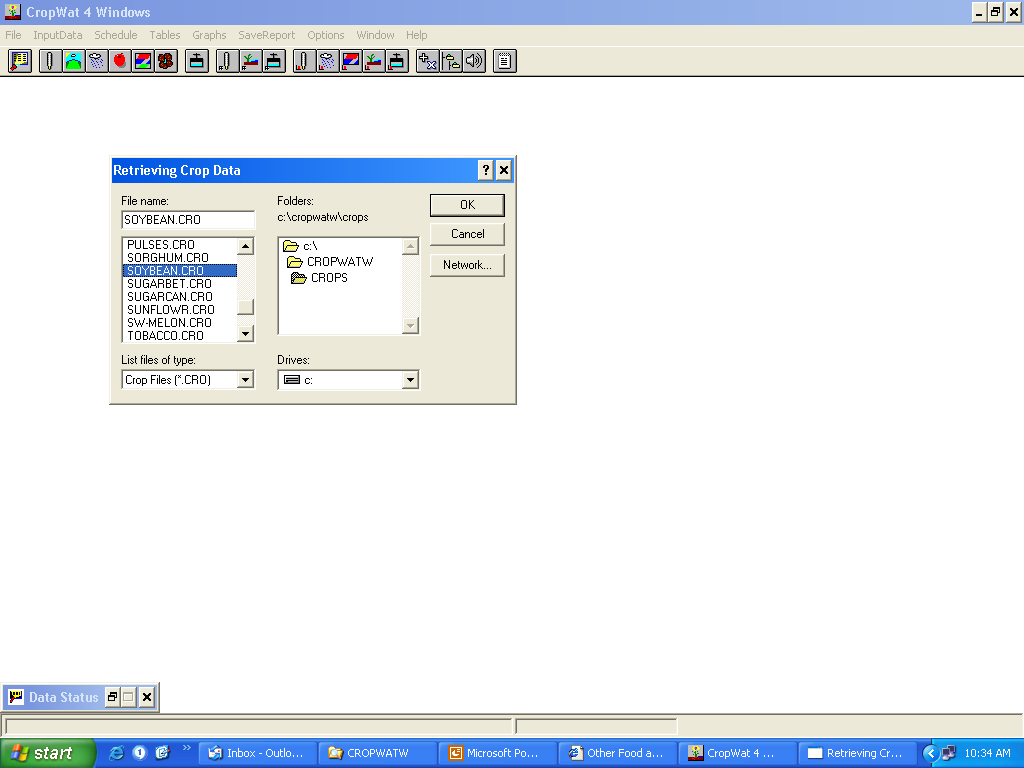 CropWat 4 Windows
File InputData Schedule Tables Graphs SaveReport Options Window Help
Retrieving Crop Data
File name:
SOYBEAN.CRO
PULSES.CRO
SORGHUM.CRO
SOYBEAN.CRO
SUGARBET.CRO
SUGARCAN.CRO
SUNFLOWR.CRO
SW-MELON.CRO
TOBACCO.CRO
List files of type:
Crop Files (*.CRO)
Folders:
c:\cropwatw\crops
c:\
CROPWATW
CROPS
Drives:
c:
OK
Cancel
Network...
Data Status
start
Inbox - Outlo...
CROPWATW
Microsoft Po...
Other Food a...
CropWat 4 ...
Retrieving Cr...
10:34 AM